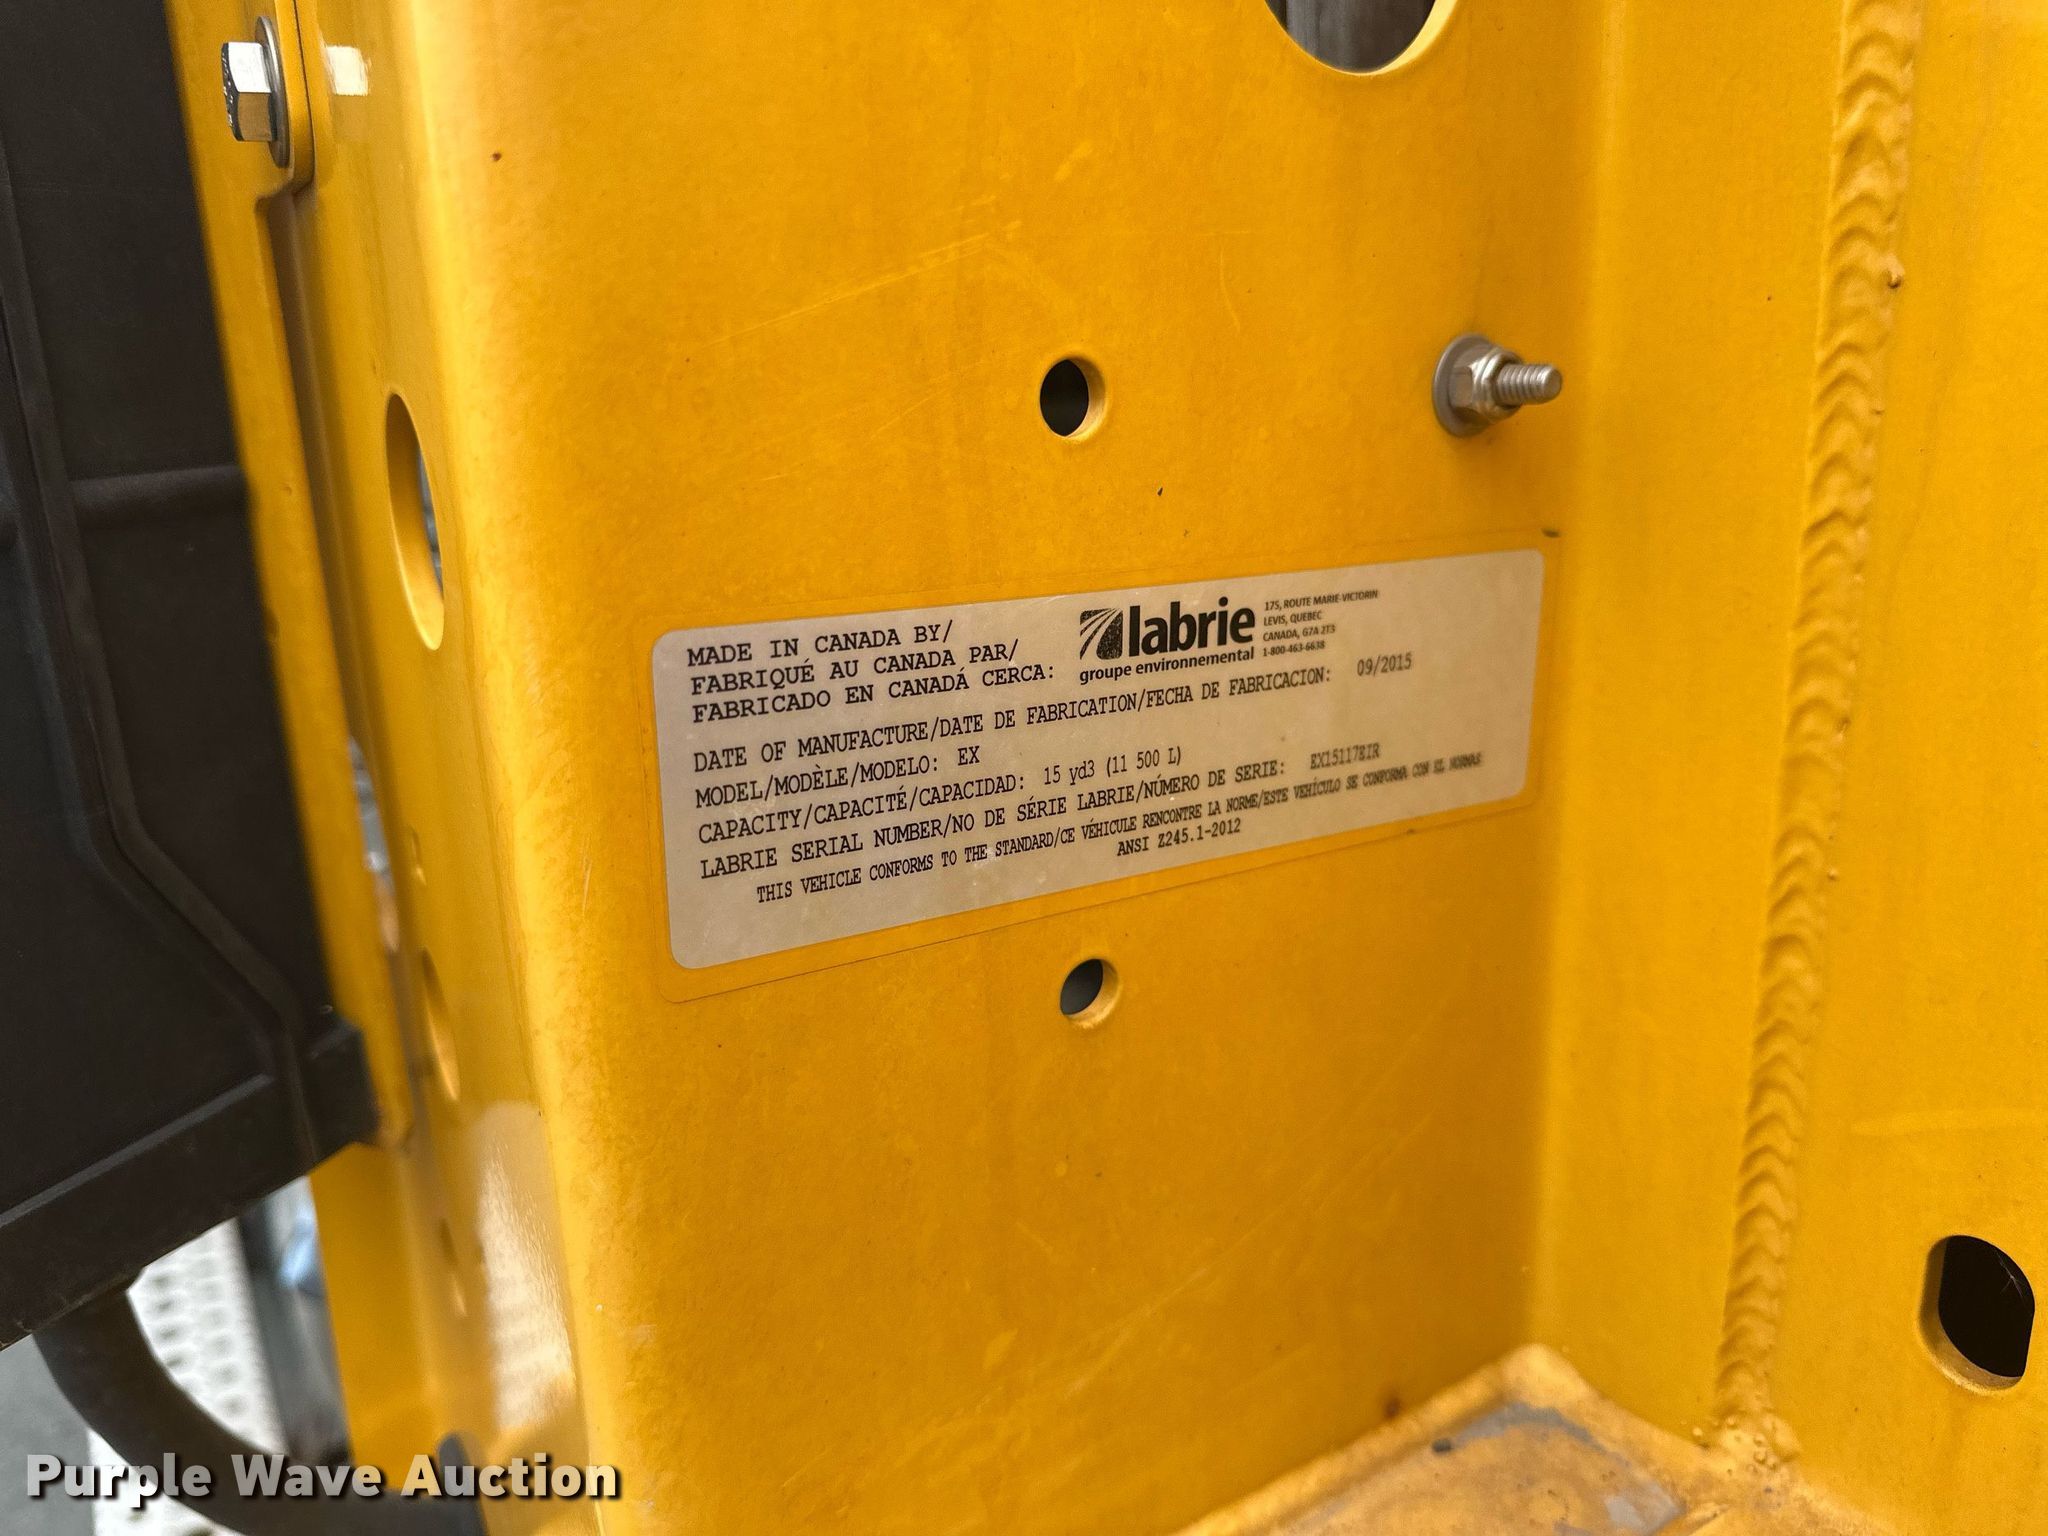 MADE IN CANADA BY/
FABRIQUÉ AU CANADA PAR/
FABRICADO EN CANADÁ CERCA:
labrie
groupe environnemental
175, ROUTE MARIE-VICTORIN
LEVIS, QUEBEC
CANADA, G7A 2T3
1-800-463-6638
DATE OF MANUFACTURE/DATE DE FABRICATION/FECHA DE FABRICACION: 09/2015
MODEL/MODÈLE/MODELO: EX
CAPACITY/CAPACITÉ/CAPACIDAD: 15 yd3 (11 500 L)
LABRIE SERIAL NUMBER/NO DE SÉRIE LABRIE/NÚMERO DE SERIE: EX15117EIR
THIS VEHICLE CONFORMS TO THE STANDARD/CE VÉHICULE RENCONTRE LA NORME/ESTE VEHÍCULO SE CONFORMA CON EL NORMAS
ANSI Z245.1-2012
Purple Wave Auction